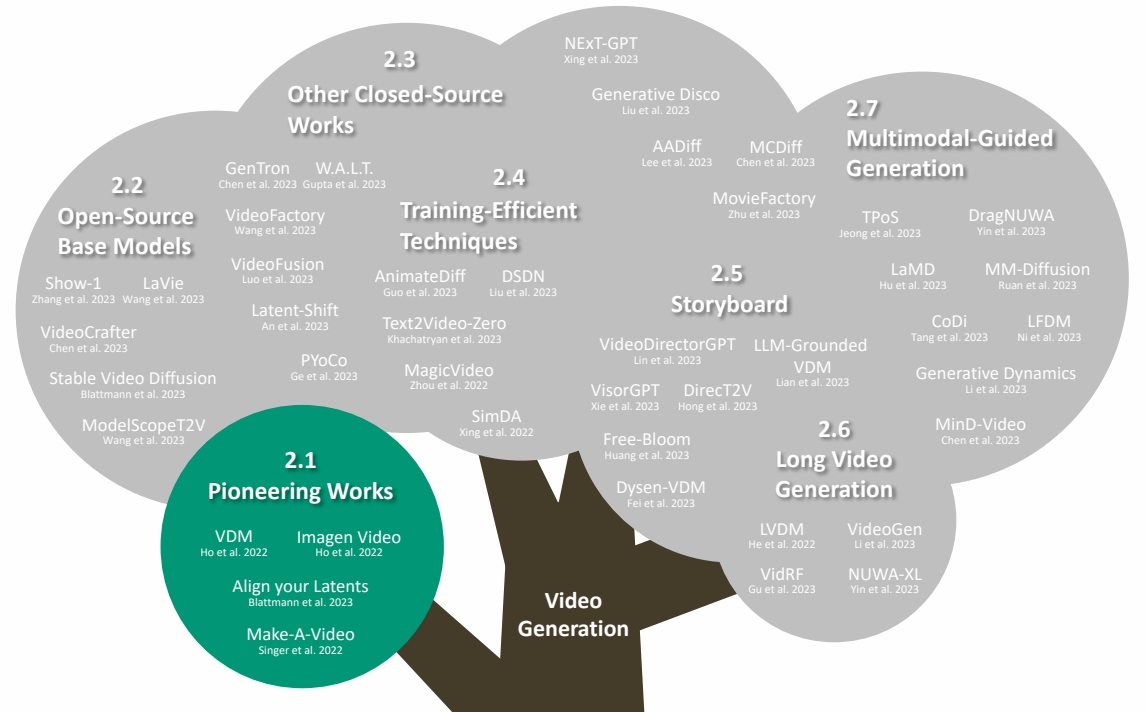 2.1
Pioneering Works
VDM
Ho et al. 2022
Imagen Video
Ho et al. 2022
Align your Latents
Blattmann et al. 2023
Make-A-Video
Singer et al. 2022
2.2
Open-Source
Base Models
Show-1
Zhang et al. 2023
LaVie
Wang et al. 2023
VideoCrafter
Chen et al. 2023
Stable Video Diffusion
Blattmann et al. 2023
ModelScopeT2V
Wang et al. 2023
2.3
Other Closed-Source
Works
GenTron
Chen et al. 2023
W.A.L.T.
Gupta et al. 2023
VideoFactory
Wang et al. 2023
VideoFusion
Luo et al. 2023
Latent-Shift
An et al. 2023
PYoCo
Ge et al. 2023
2.4
Training-Efficient
Techniques
AnimateDiff
Guo et al. 2023
DSDN
Liu et al. 2023
Text2Video-Zero
Khachatryan et al. 2023
MagicVideo
Zhou et al. 2022
SimDA
Xing et al. 2022
NExT-GPT
Xing et al. 2023
Generative Disco
Liu et al. 2023
AADiff
Lee et al. 2023
MCDiff
Chen et al. 2023
MovieFactory
Zhu et al. 2023
2.5
Storyboard
VideoDirectorGPT
Lin et al. 2023
LLM-Grounded
VDM
Lian et al. 2023
VisorGPT
Xie et al. 2023
DirecT2V
Hong et al. 2023
Free-Bloom
Huang et al. 2023
Dysen-VDM
Fei et al. 2023
2.6
Long Video
Generation
LVDM
He et al. 2022
VideoGen
Li et al. 2023
VidRF
Gu et al. 2023
NUWA-XL
Yin et al. 2023
2.7
Multimodal-Guided
Generation
TPoS
Jeong et al. 2023
DragNUWA
Yin et al. 2023
LaMD
Hu et al. 2023
MM-Diffusion
Ruan et al. 2023
CoDi
Tang et al. 2023
LFDM
Ni et al. 2023
Generative Dynamics
Li et al. 2023
MinD-Video
Chen et al. 2023
Video
Generation